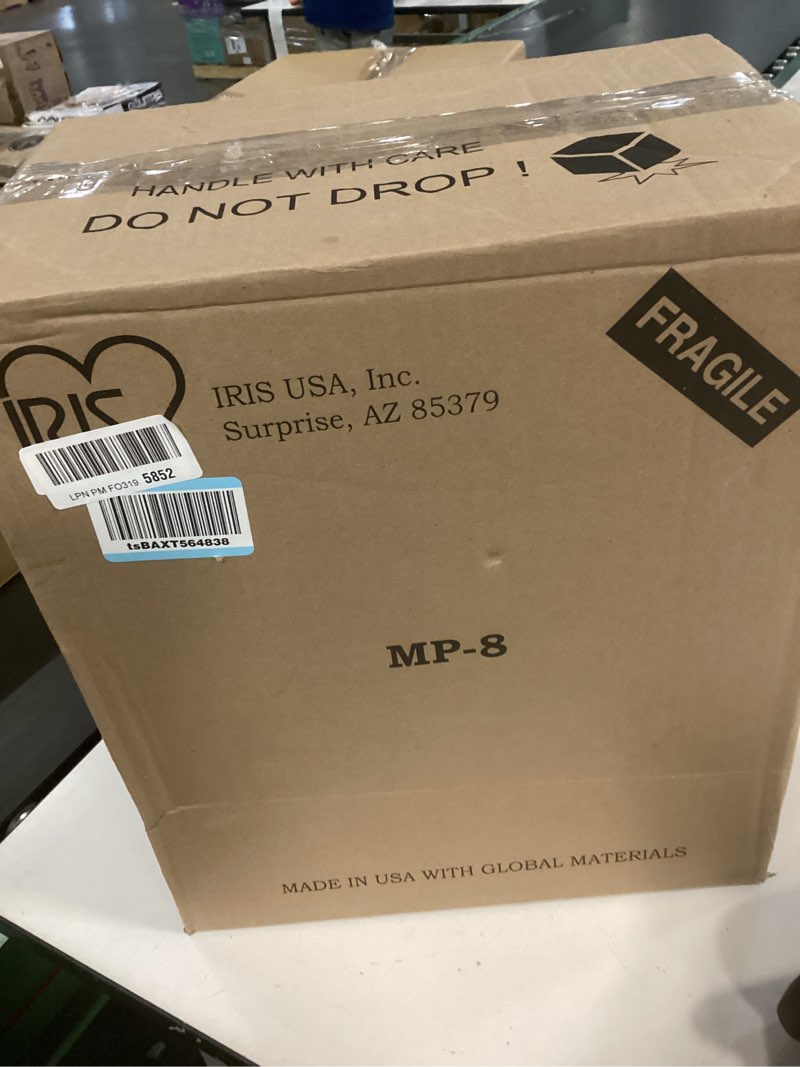 HANDLE WITH CARE
DO NOT DROP !
FRAGILE
IRIS
IRIS USA, Inc.
Surprise, AZ 85379
LPN PM FO319 5852
tsBAXT564838
MP-8
MADE IN USA WITH GLOBAL MATERIALS